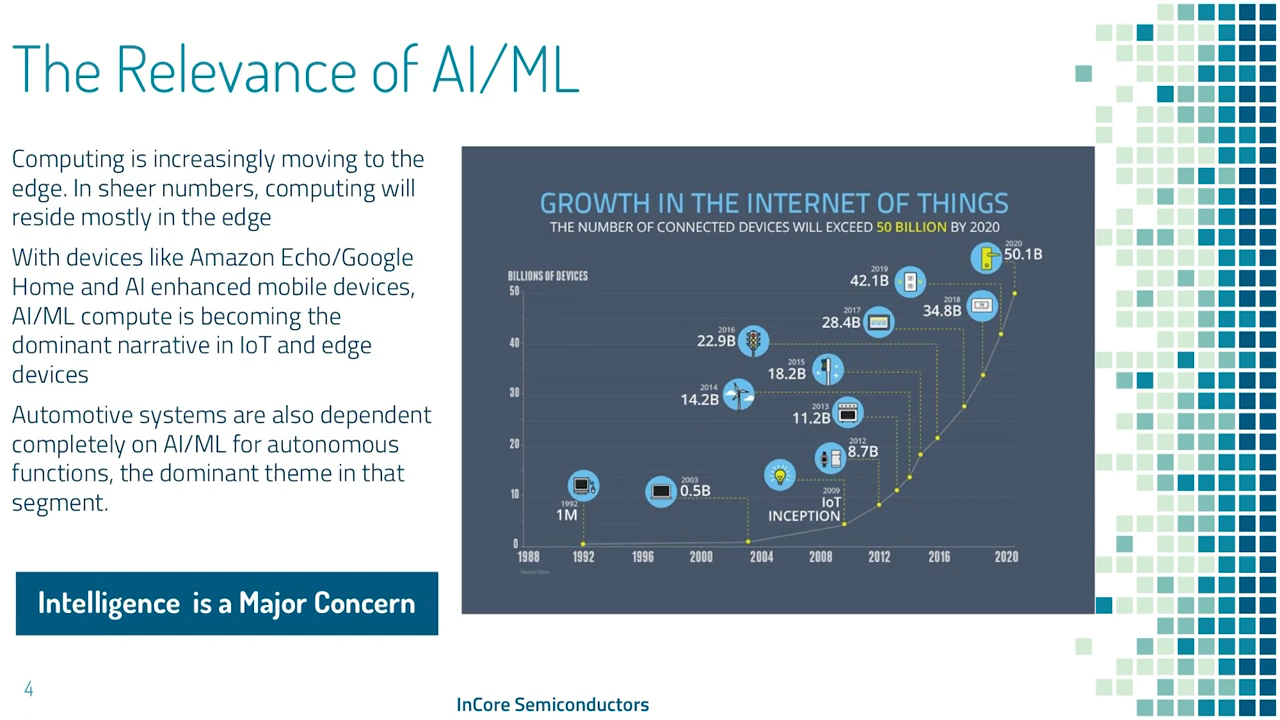 The Relevance of AI/ML
Computing is increasingly moving to the
edge. In sheer numbers, computing will
reside mostly in the edge
With devices like Amazon Echo/Google
Home and AI enhanced mobile devices,
AI/ML compute is becoming the
dominant narrative in IoT and edge
devices
Automotive systems are also dependent
completely on AI/ML for autonomous
functions, the dominant theme in that
segment.
Intelligence is a Major Concern
GROWTH IN THE INTERNET OF THINGS
THE NUMBER OF CONNECTED DEVICES WILL EXCEED 50 BILLION BY 2020
BILLIONS OF DEVICES
50
40
30
20
10
0
1988 1992 1996 2000 2004 2008 2012 2016 2020
1992
1M
2003
0.5B
2009
IoT
INCEPTION
2012
8.7B
2013
11.2B
2014
14.2B
2015
18.2B
2016
22.9B
2017
28.4B
2018
34.8B
2019
42.1B
2020
50.1B
4
InCore Semiconductors